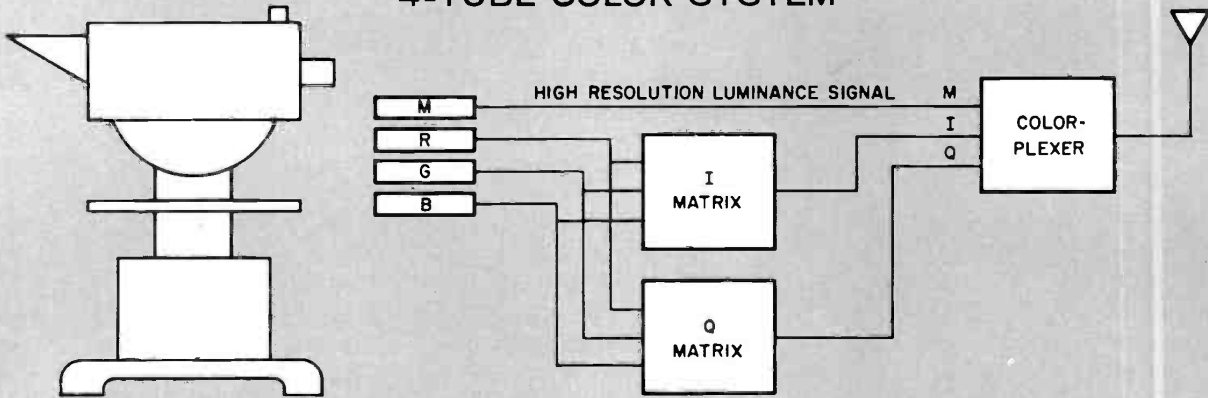 4-TUBE COLOR SYSTEM
HIGH RESOLUTION LUMINANCE SIGNAL
M
R
G
B
I
MATRIX
Q
MATRIX
M
I
Q
COLOR-
PLEXER